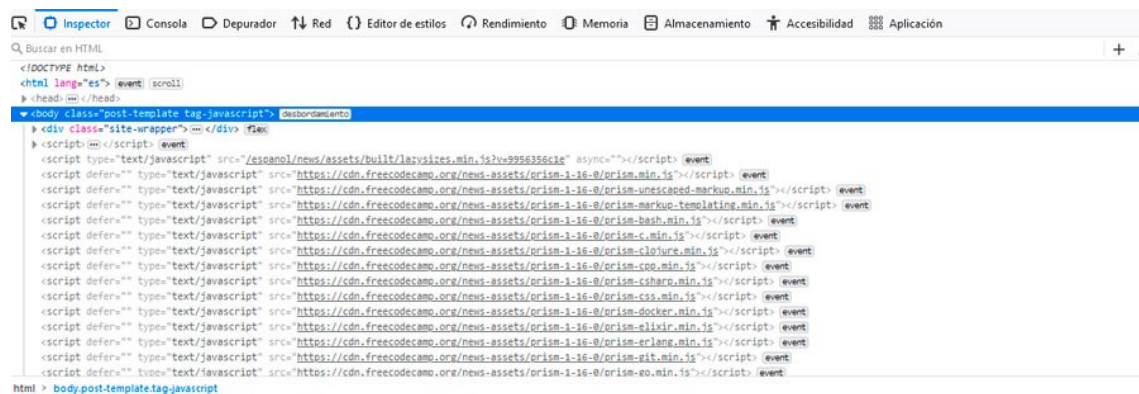 Inspector Consola Depurador Red {} Editor de estilos Rendimiento Memoria Almacenamiento Accesibilidad Aplicación
Buscar en HTML
<!DOCTYPE html>
<html lang="es"> event scroll
<head> ··· </head>
<body class="post-template tag-javascript"> desbordamiento
<div class="site-wrapper"> ··· </div> flex
<script> ··· </script> event
<script type="text/javascript" src="/espanol/news/assets/built/lazysizes.min.js?v=9956356c1e" async=""></script> event
<script defer="" type="text/javascript" src="https://cdn.freecodecamp.org/news-assets/prism-1-16-0/prism.min.js"></script> event
<script defer="" type="text/javascript" src="https://cdn.freecodecamp.org/news-assets/prism-1-16-0/prism-unescaped-markup.min.js"></script> event
<script defer="" type="text/javascript" src="https://cdn.freecodecamp.org/news-assets/prism-1-16-0/prism-markup-templating.min.js"></script> event
<script defer="" type="text/javascript" src="https://cdn.freecodecamp.org/news-assets/prism-1-16-0/prism-bash.min.js"></script> event
<script defer="" type="text/javascript" src="https://cdn.freecodecamp.org/news-assets/prism-1-16-0/prism-c.min.js"></script> event
<script defer="" type="text/javascript" src="https://cdn.freecodecamp.org/news-assets/prism-1-16-0/prism-clojure.min.js"></script> event
<script defer="" type="text/javascript" src="https://cdn.freecodecamp.org/news-assets/prism-1-16-0/prism-cpp.min.js"></script> event
<script defer="" type="text/javascript" src="https://cdn.freecodecamp.org/news-assets/prism-1-16-0/prism-csharp.min.js"></script> event
<script defer="" type="text/javascript" src="https://cdn.freecodecamp.org/news-assets/prism-1-16-0/prism-css.min.js"></script> event
<script defer="" type="text/javascript" src="https://cdn.freecodecamp.org/news-assets/prism-1-16-0/prism-docker.min.js"></script> event
<script defer="" type="text/javascript" src="https://cdn.freecodecamp.org/news-assets/prism-1-16-0/prism-elixir.min.js"></script> event
<script defer="" type="text/javascript" src="https://cdn.freecodecamp.org/news-assets/prism-1-16-0/prism-erlang.min.js"></script> event
<script defer="" type="text/javascript" src="https://cdn.freecodecamp.org/news-assets/prism-1-16-0/prism-git.min.js"></script> event
<script defer="" type="text/javascript" src="https://cdn.freecodecamp.org/news-assets/prism-1-16-0/prism-go.min.js"></script> event
html > body.post-template.tag-javascript